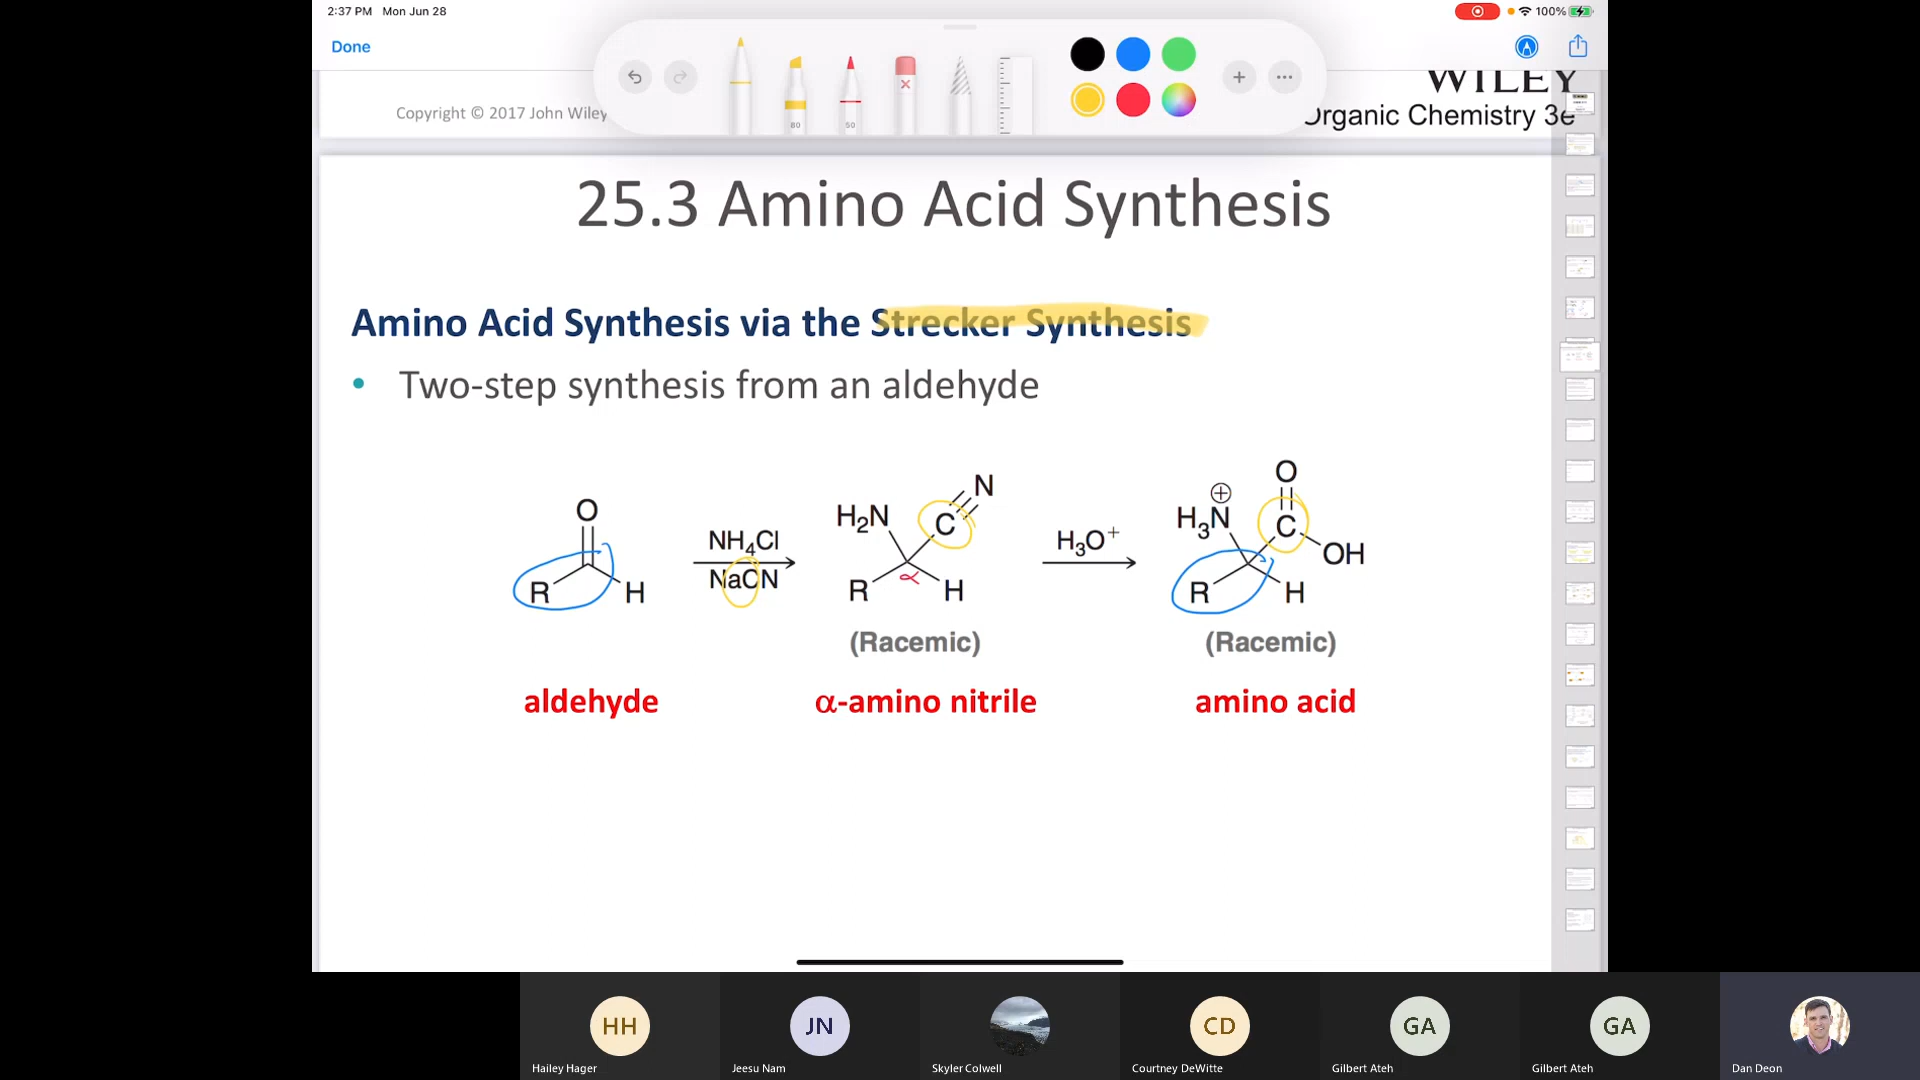 2:37 PM Mon Jun 28
100%
Done
WILEY
Copyright © 2017 John Wiley
Organic Chemistry 3e
80
50
25.3 Amino Acid Synthesis
Amino Acid Synthesis via the Strecker Synthesis
• Two-step synthesis from an aldehyde
O
R
H
NH₄Cl
NaCN
H₂N
C
N
R
α
H
H₃O⁺
⊕
H₃N
O
C
OH
R
H
(Racemic)
(Racemic)
aldehyde
α-amino nitrile
amino acid
HH
JN
CD
GA
GA
Hailey Hager
Jeesu Nam
Skyler Colwell
Courtney DeWitte
Gilbert Ateh
Gilbert Ateh
Dan Deon